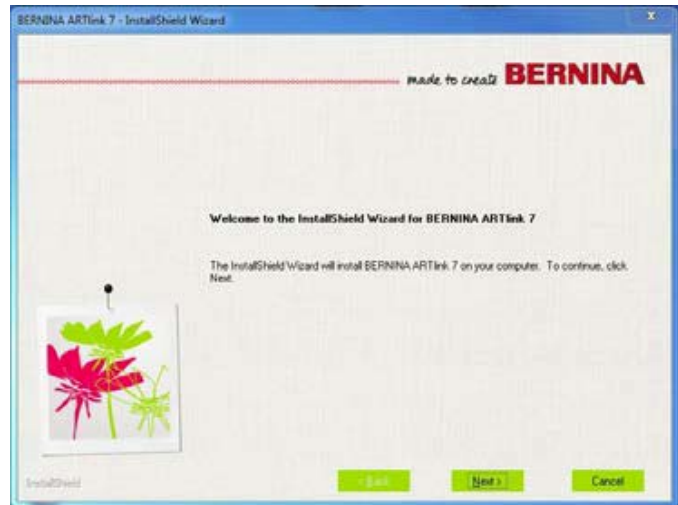 BERNINA ARTlink 7 - InstallShield Wizard
made to create BERNINA
Welcome to the InstallShield Wizard for BERNINA ARTlink 7
The InstallShield Wizard will install BERNINA ARTlink 7 on your computer. To continue, click
Next.
InstallShield
< Back
Next >
Cancel